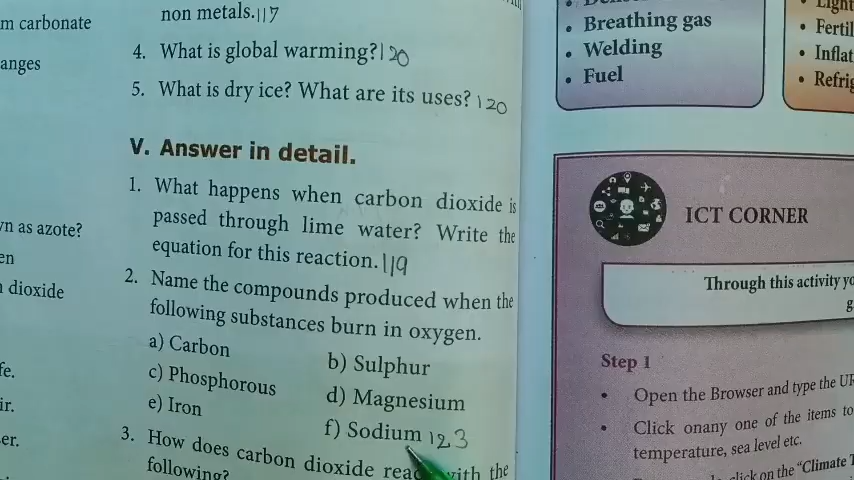 m carbonate
anges
n as azote?
en
dioxide
fe.
ir.
er.
non metals. 117
4. What is global warming? 120
5. What is dry ice? What are its uses? 120
V. Answer in detail.
1. What happens when carbon dioxide is
passed through lime water? Write the
equation for this reaction. 119
2. Name the compounds produced when the
following substances burn in oxygen.
a) Carbon
b) Sulphur
c) Phosphorous
d) Magnesium
e) Iron
f) Sodium 123
3. How does carbon dioxide reac with the
following?
• Breathing gas
• Welding
• Fuel
• Light
• Fertil
• Inflat
• Refrig
ICT CORNER
Through this activity yo
g
Step 1
• Open the Browser and type the UR
• Click onany one of the items to
temperature, sea level etc.
click on the "Climate T